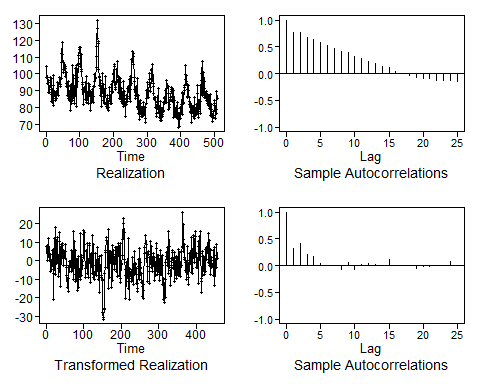 130
120
110
100
90
80
70
0 100 200 300 400 500
Time
Realization
1.0
0.5
0.0
-0.5
-1.0
0 5 10 15 20 25
Lag
Sample Autocorrelations
20
10
0
-10
-20
-30
0 100 200 300 400
Time
Transformed Realization
1.0
0.5
0.0
-0.5
-1.0
0 5 10 15 20 25
Lag
Sample Autocorrelations